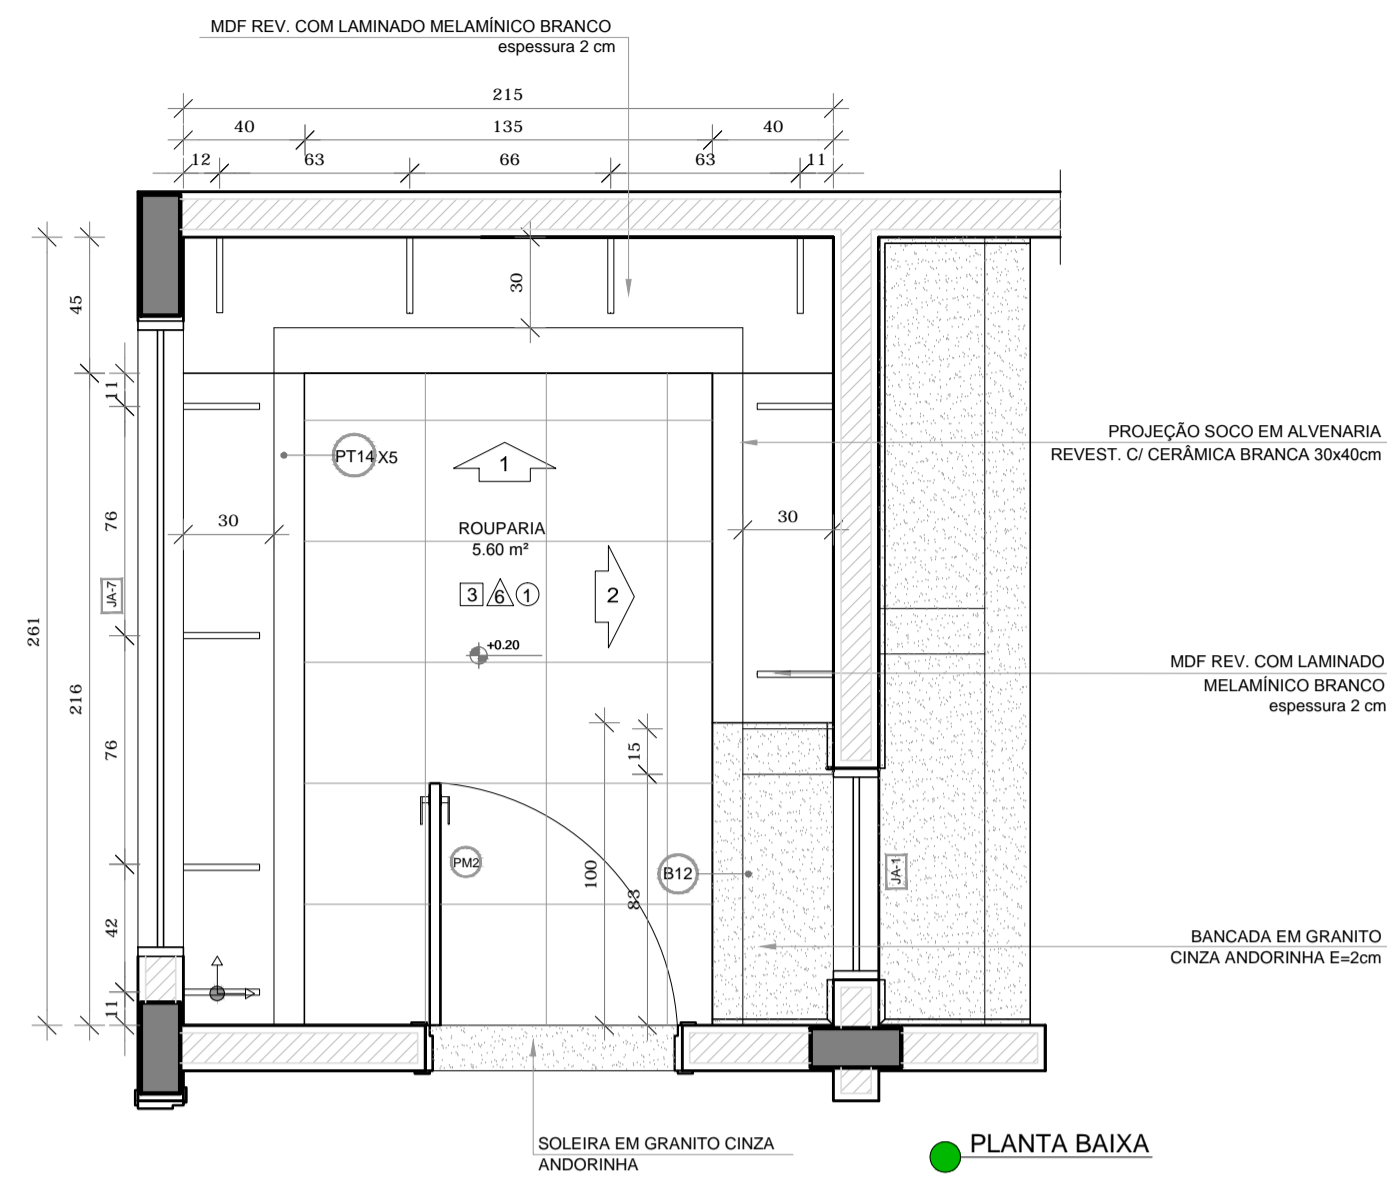 MDF REV. COM LAMINADO MELAMÍNICO BRANCO
espessura 2 cm
215
40 135 40
12 63 66 63 11
30
45
11
PROJEÇÃO SOCO EM ALVENARIA
REVEST. C/ CERÂMICA BRANCA 30x40cm
PT14 X5
1
76
30
30
ROUPARIA
5.60 m²
3 6 1
2
JA-7
+0.20
261
216
MDF REV. COM LAMINADO
MELAMÍNICO BRANCO
espessura 2 cm
76
15
PM2
100
83
B12
JA-1
42
BANCADA EM GRANITO
CINZA ANDORINHA E=2cm
11
SOLEIRA EM GRANITO CINZA
ANDORINHA
PLANTA BAIXA